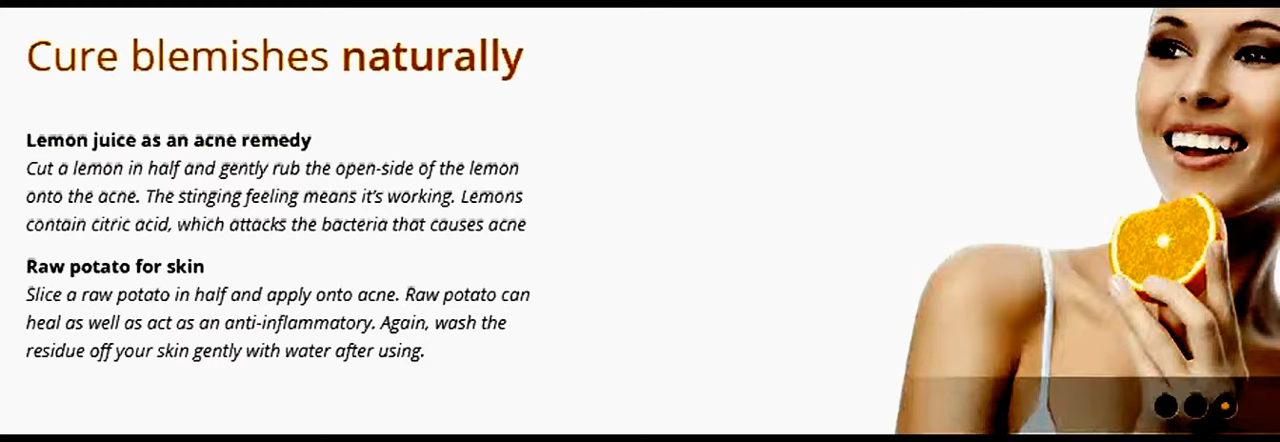 Cure blemishes naturally
Lemon juice as an acne remedy
Cut a lemon in half and gently rub the open-side of the lemon
onto the acne. The stinging feeling means it's working. Lemons
contain citric acid, which attacks the bacteria that causes acne
Raw potato for skin
Slice a raw potato in half and apply onto acne. Raw potato can
heal as well as act as an anti-inflammatory. Again, wash the
residue off your skin gently with water after using.